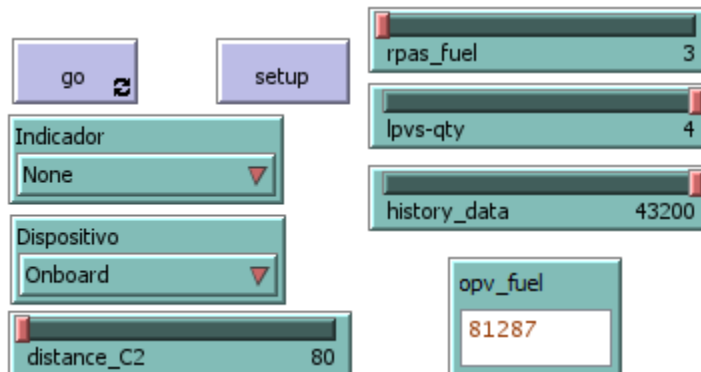 go
setup
Indicador
None
Dispositivo
Onboard
distance_C2 80
rpas_fuel 3
lpvs-qty 4
history_data 43200
opv_fuel
81287